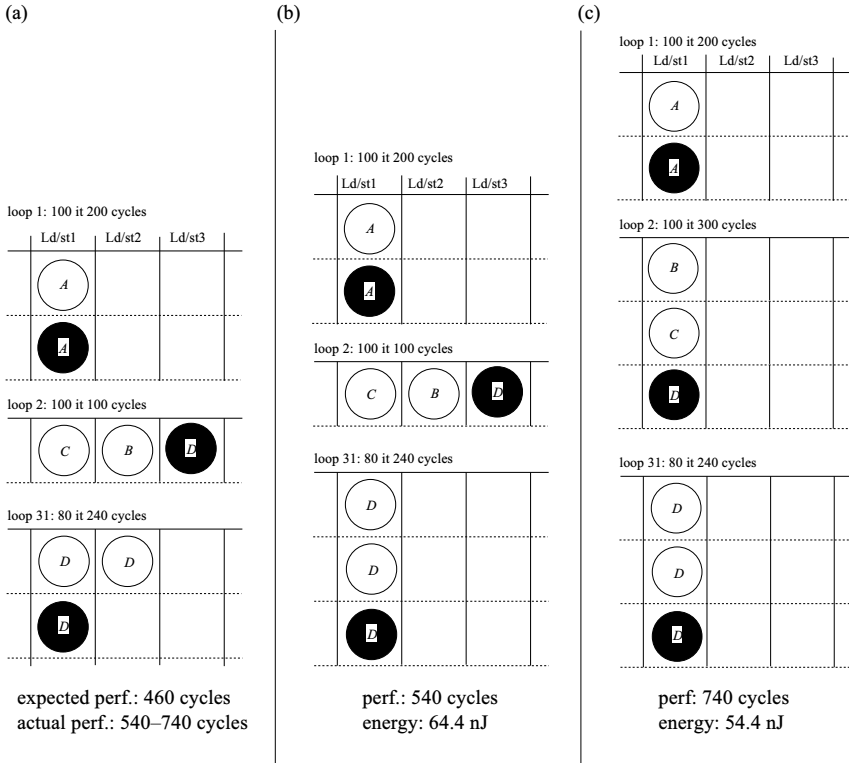 (a)
loop 1: 100 it 200 cycles
Ld/st1 Ld/st2 Ld/st3
A
A
loop 2: 100 it 100 cycles
C B D
loop 31: 80 it 240 cycles
D D
D
expected perf.: 460 cycles
actual perf.: 540–740 cycles
(b)
loop 1: 100 it 200 cycles
Ld/st1 Ld/st2 Ld/st3
A
A
loop 2: 100 it 100 cycles
C B D
loop 31: 80 it 240 cycles
D
D
D
perf.: 540 cycles
energy: 64.4 nJ
(c)
loop 1: 100 it 200 cycles
Ld/st1 Ld/st2 Ld/st3
A
A
loop 2: 100 it 300 cycles
B
C
D
loop 31: 80 it 240 cycles
D
D
D
perf: 740 cycles
energy: 54.4 nJ